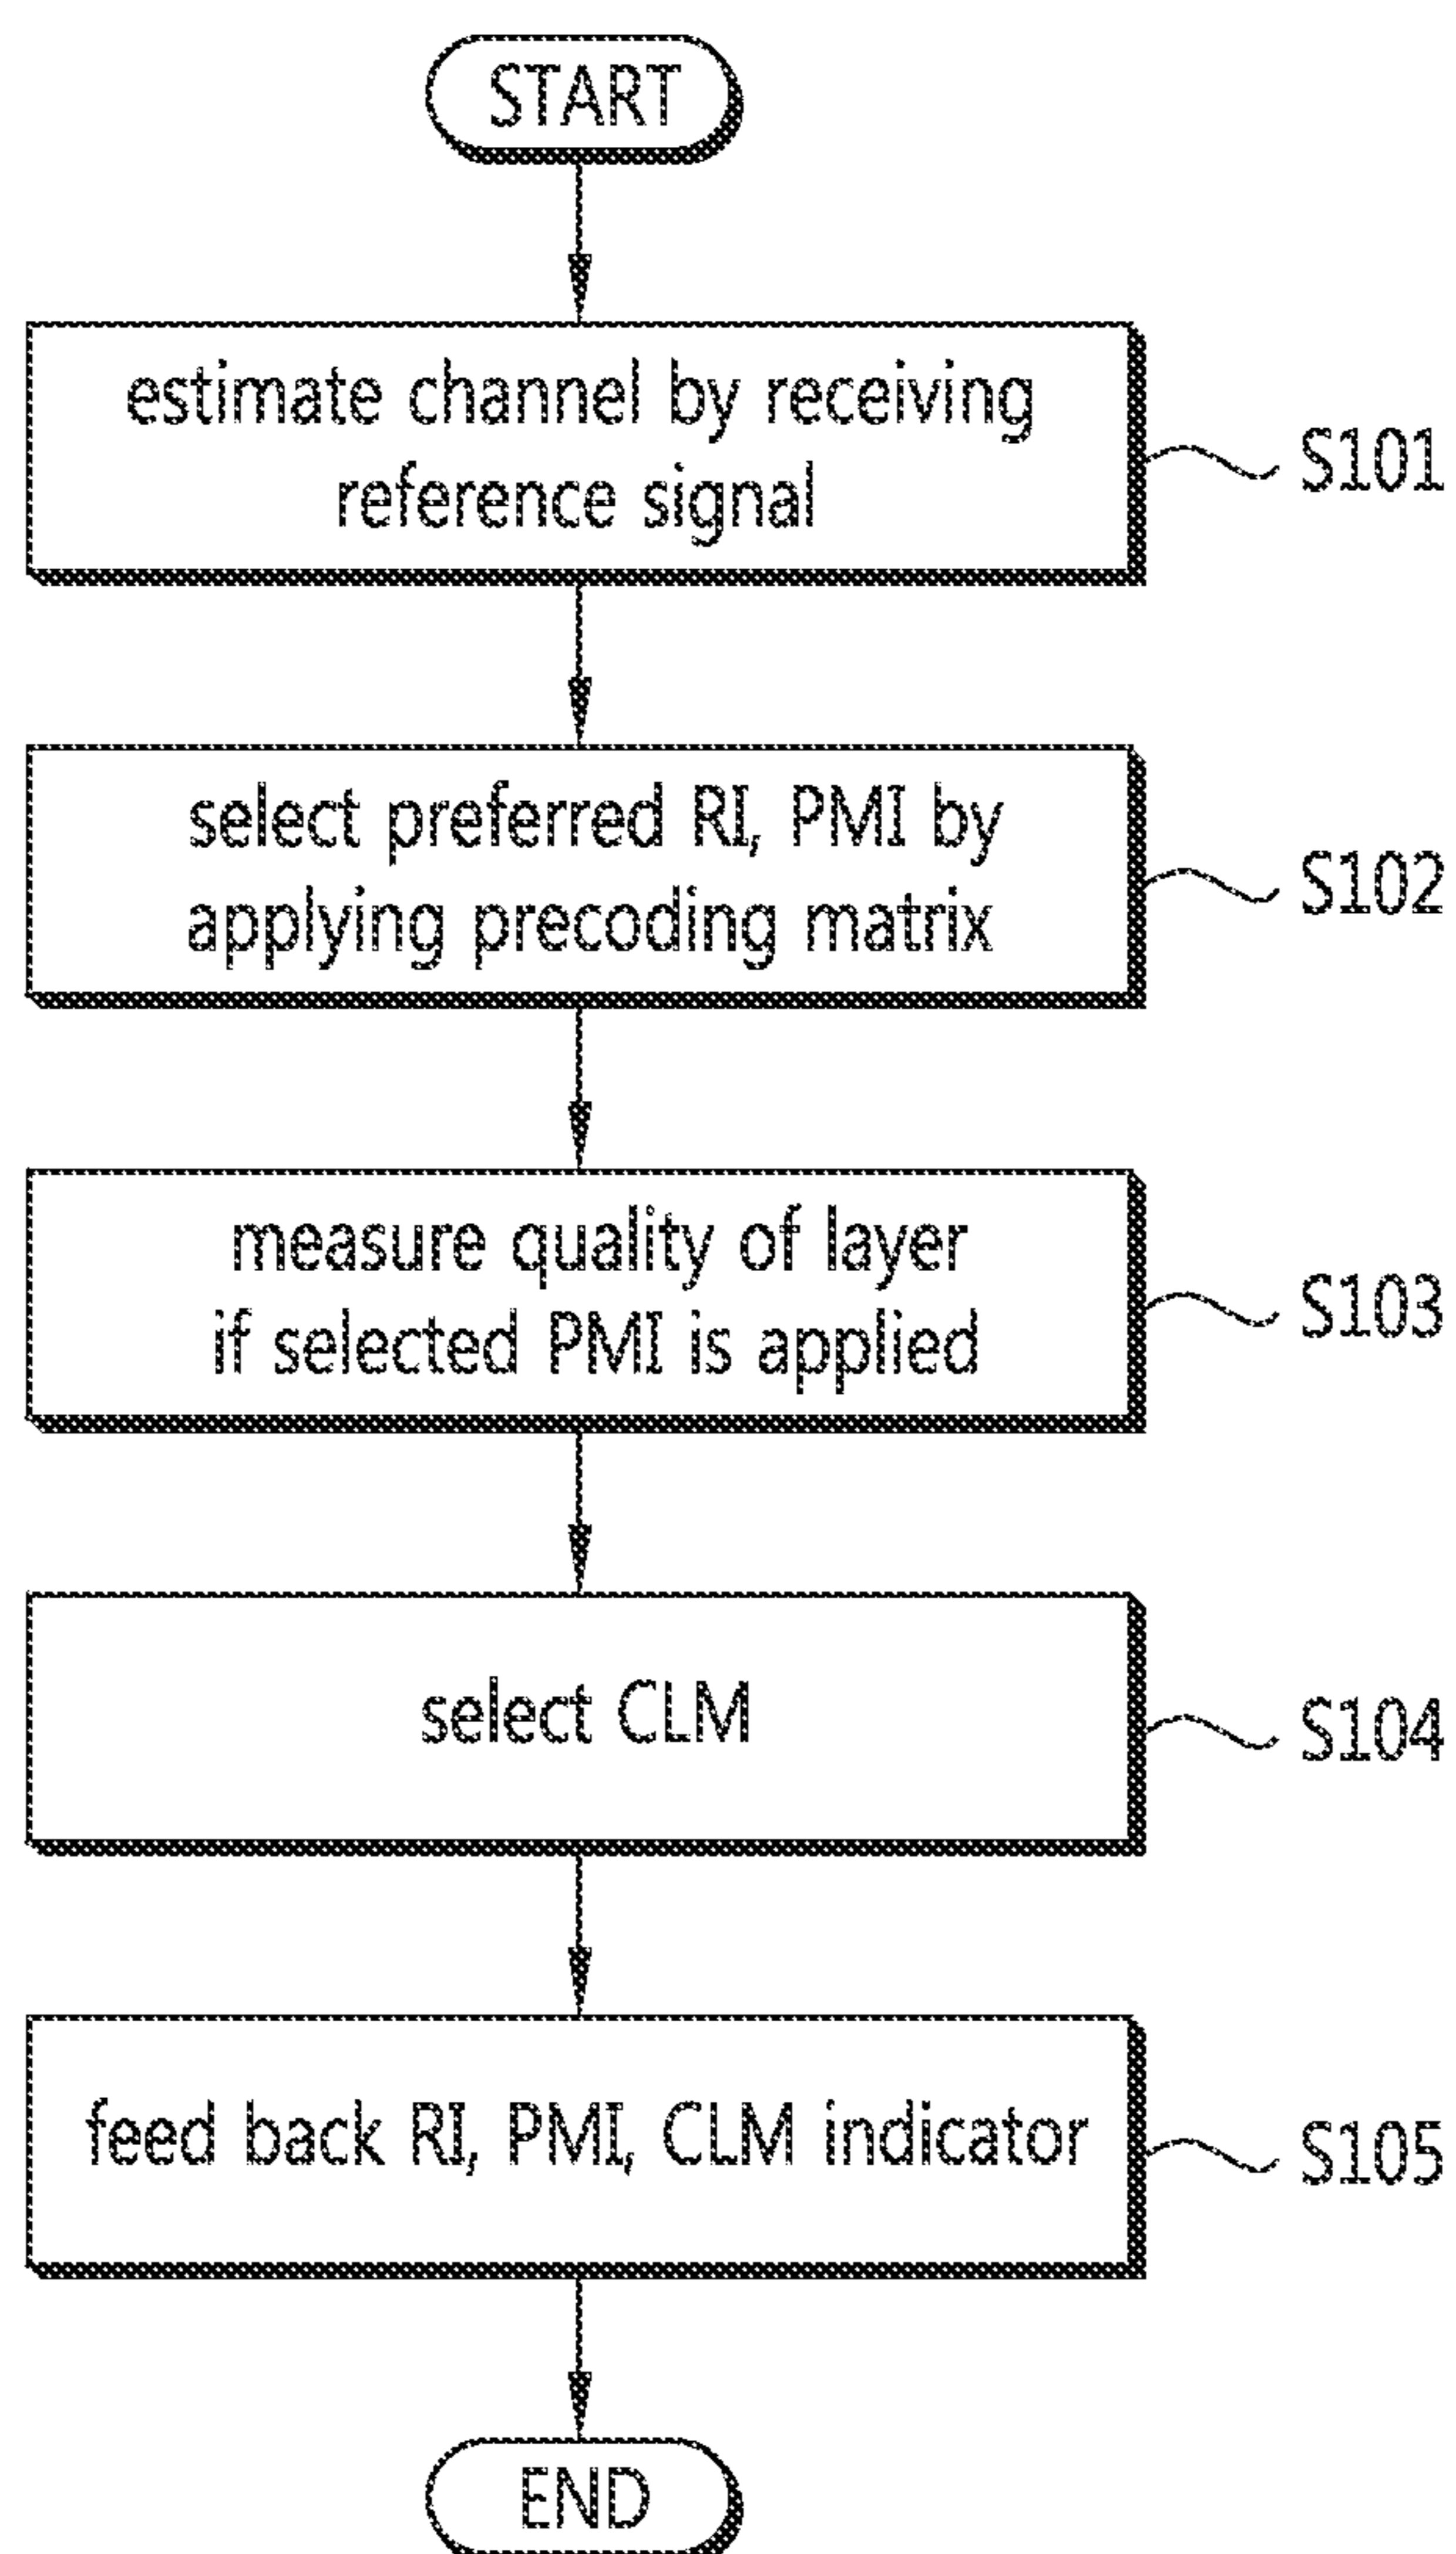 START
estimate channel by receiving
reference signal
S101
select preferred RI, PMI by
applying precoding matrix
S102
measure quality of layer
if selected PMI is applied
S103
select CLM
S104
feed back RI, PMI, CLM indicator
S105
END